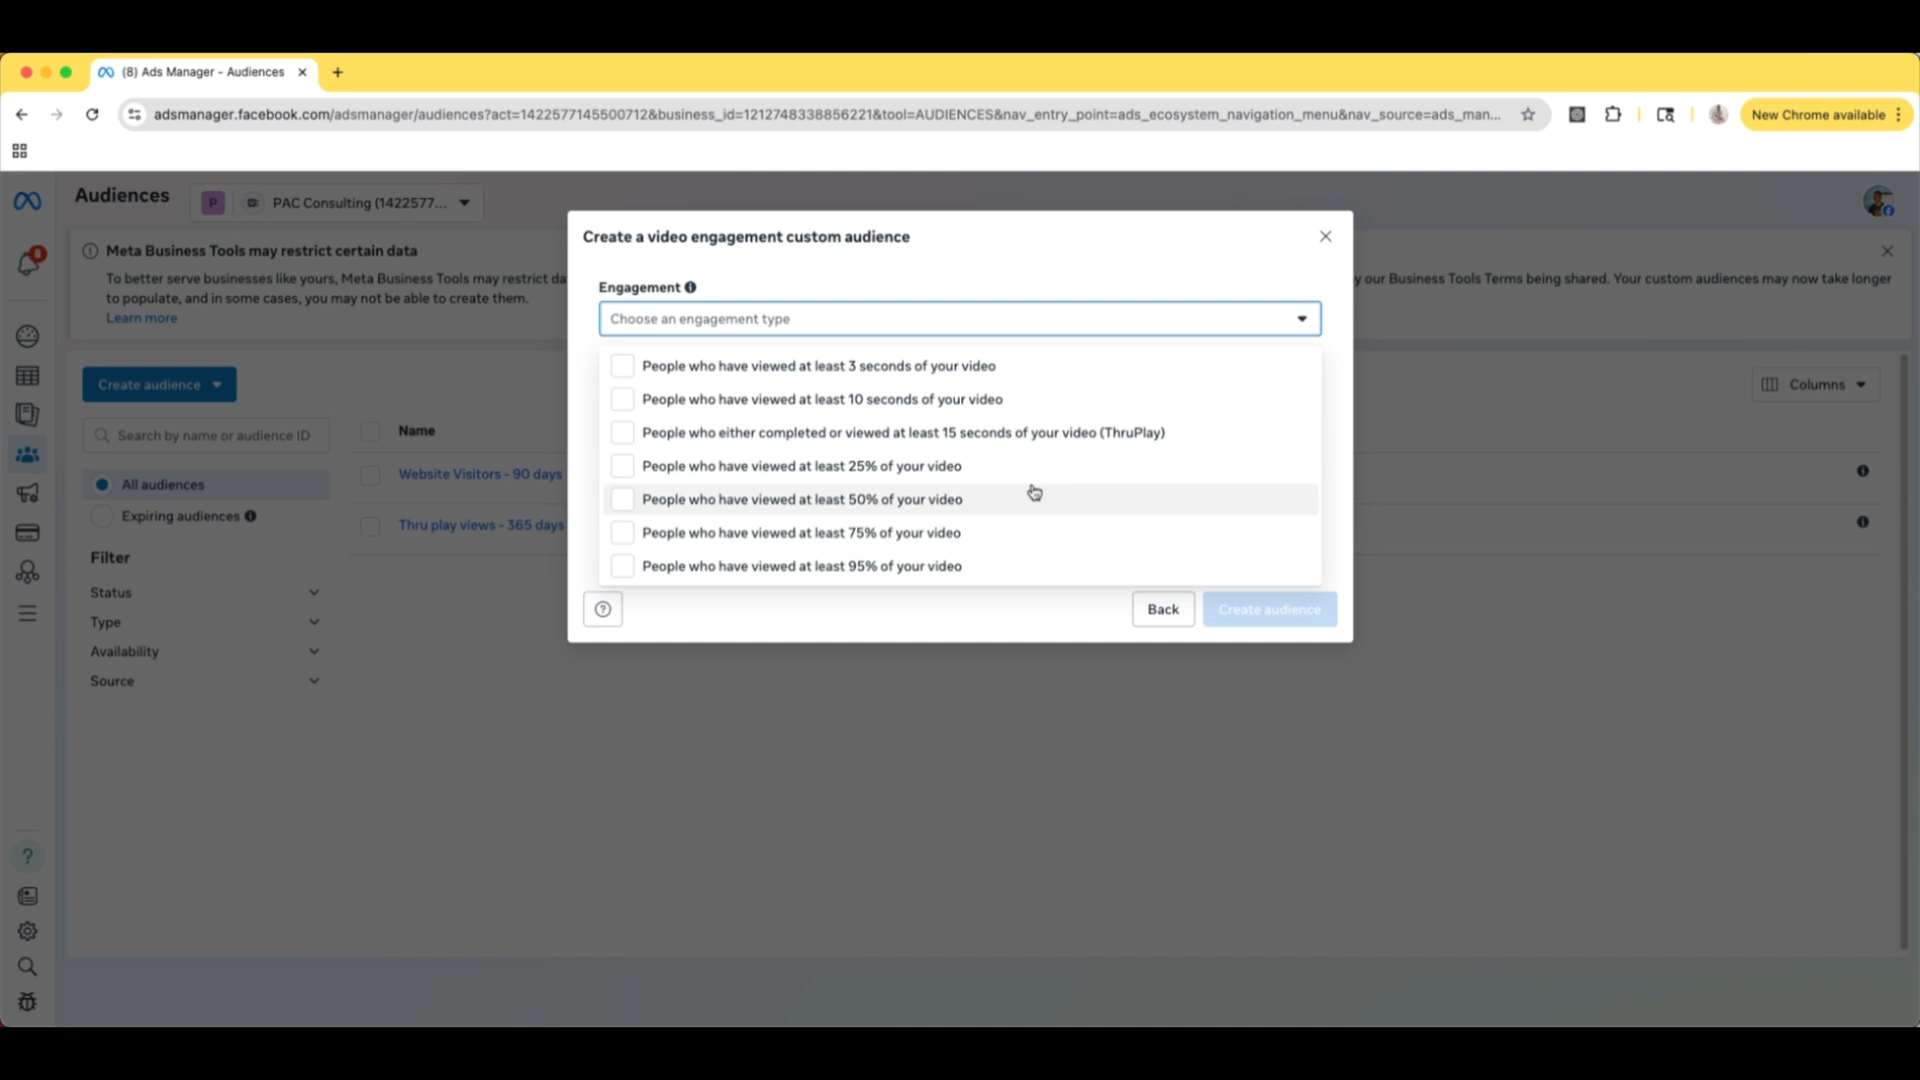 (8) Ads Manager - Audiences
adsmanager.facebook.com/adsmanager/audiences?act=1422577145500712&business_id=1212748338856221&tool=AUDIENCES&nav_entry_point=ads_ecosystem_navigation_menu&nav_source=ads_man...
New Chrome available
Audiences
P
PAC Consulting (1422577...
8
Meta Business Tools may restrict certain data
To better serve businesses like yours, Meta Business Tools may restrict da
y our Business Tools Terms being shared. Your custom audiences may now take longer
to populate, and in some cases, you may not be able to create them.
Learn more
Create audience
Columns
Search by name or audience ID
Name
All audiences
Website Visitors - 90 days
Expiring audiences
Thru play views - 365 days
Filter
Status
Type
Availability
Source
Create a video engagement custom audience
Engagement
Choose an engagement type
People who have viewed at least 3 seconds of your video
People who have viewed at least 10 seconds of your video
People who either completed or viewed at least 15 seconds of your video (ThruPlay)
People who have viewed at least 25% of your video
People who have viewed at least 50% of your video
People who have viewed at least 75% of your video
People who have viewed at least 95% of your video
Back
Create audience